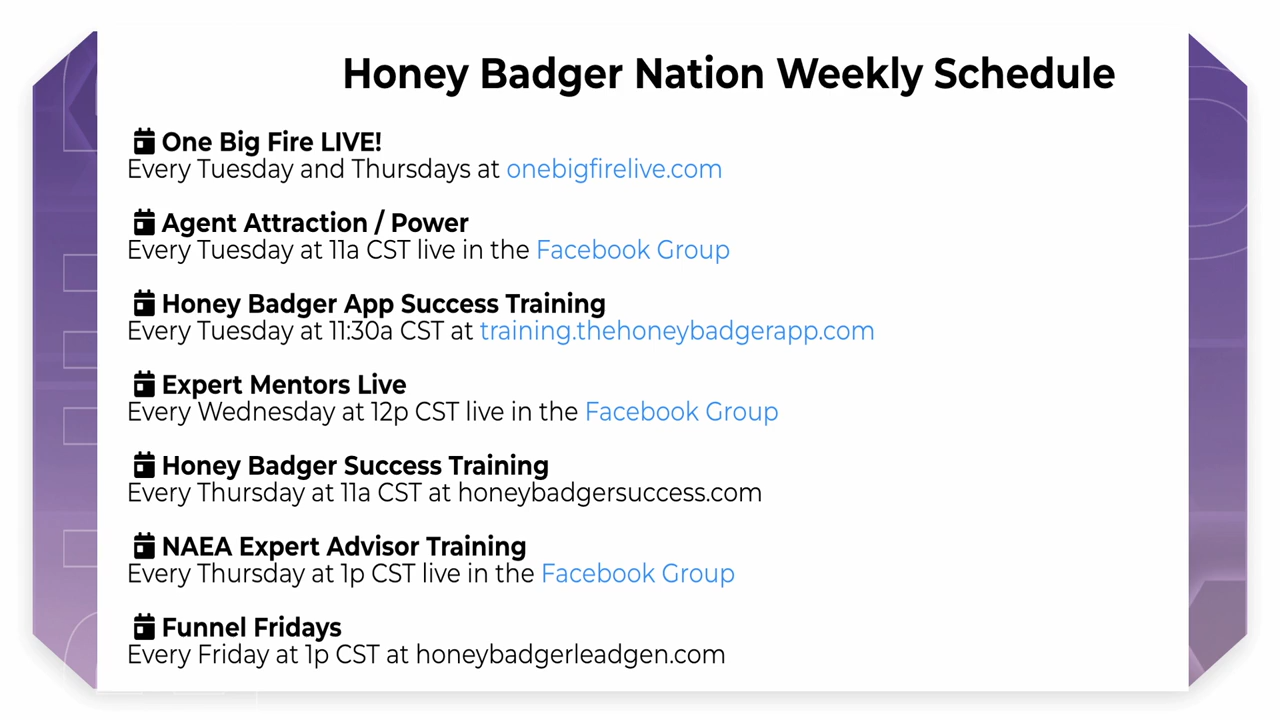 Honey Badger Nation Weekly Schedule
One Big Fire LIVE!
Every Tuesday and Thursdays at onebigfirelive.com
Agent Attraction / Power
Every Tuesday at 11a CST live in the Facebook Group
Honey Badger App Success Training
Every Tuesday at 11:30a CST at training.thehoneybadgerapp.com
Expert Mentors Live
Every Wednesday at 12p CST live in the Facebook Group
Honey Badger Success Training
Every Thursday at 11a CST at honeybadgersuccess.com
NAEA Expert Advisor Training
Every Thursday at 1p CST live in the Facebook Group
Funnel Fridays
Every Friday at 1p CST at honeybadgerleadgen.com